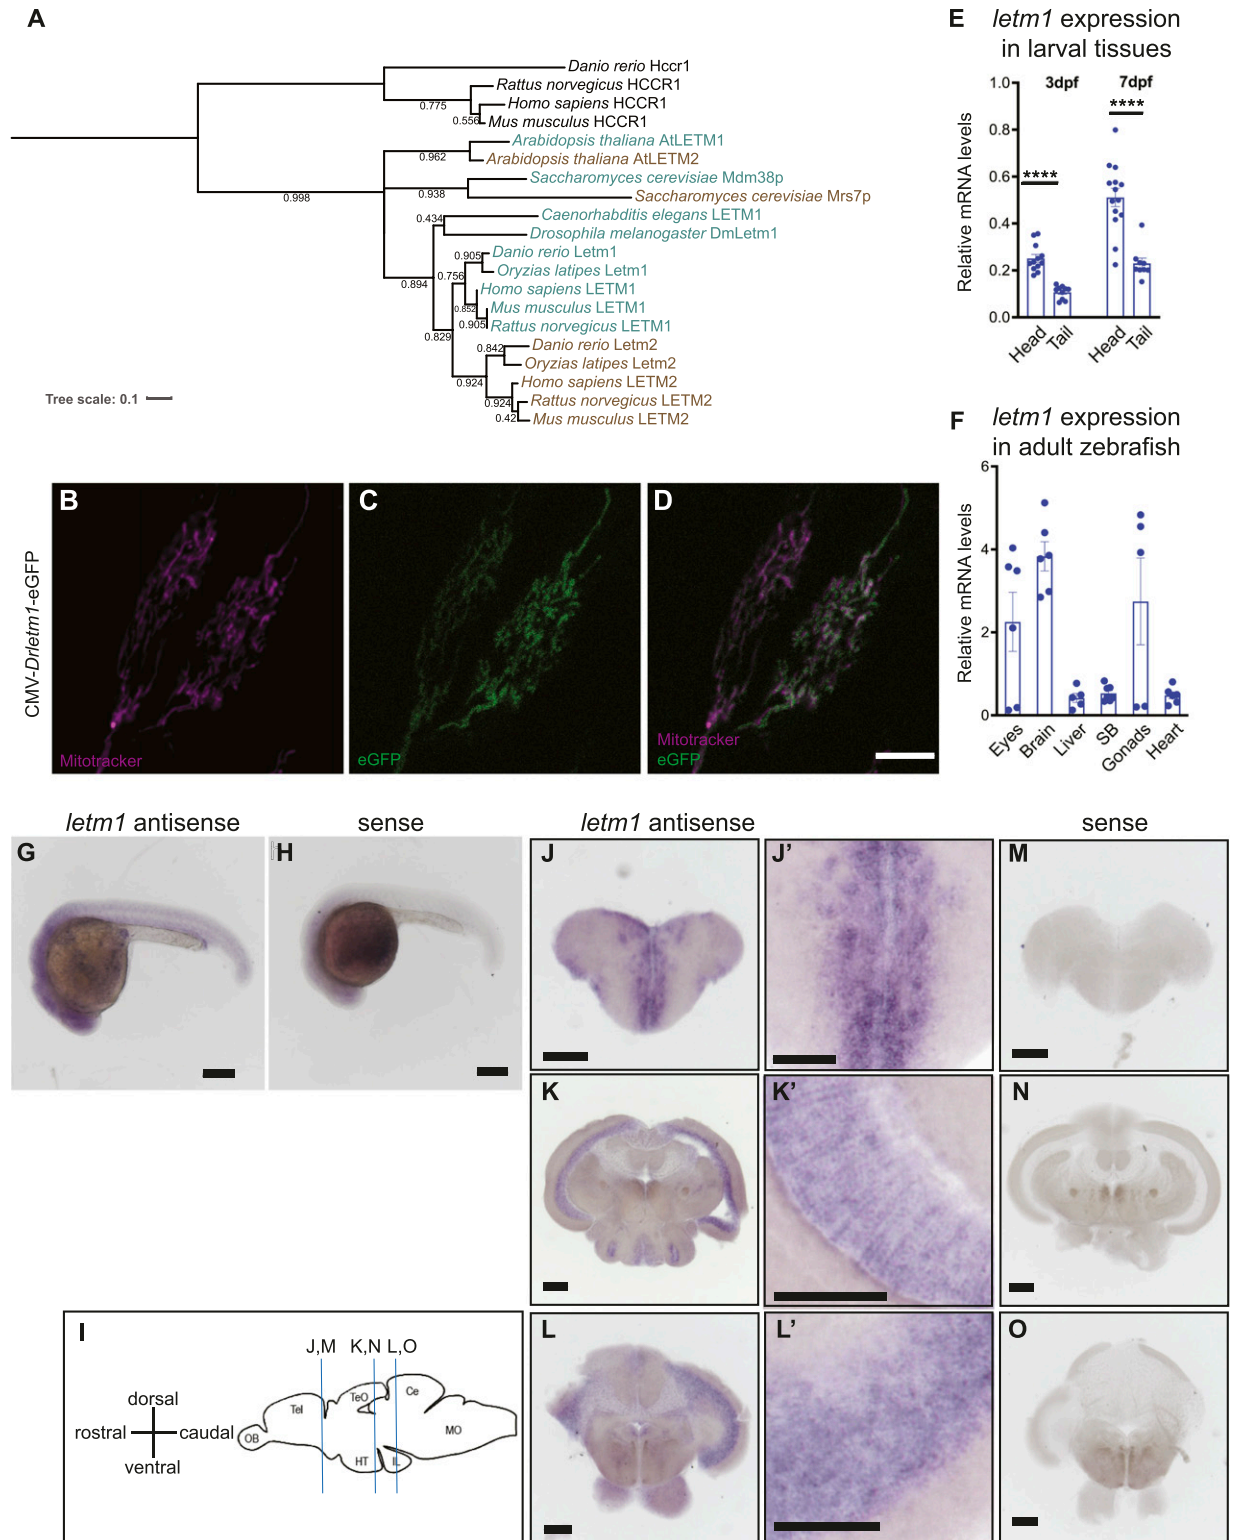 A
Danio rerio Hccr1
Rattus norvegicus HCCR1
0.775
Homo sapiens HCCR1
0.556
Mus musculus HCCR1
Arabidopsis thaliana AtLETM1
0.962
Arabidopsis thaliana AtLETM2
Saccharomyces cerevisiae Mdm38p
0.998
0.938
Saccharomyces cerevisiae Mrs7p
0.434
Caenorhabditis elegans LETM1
Drosophila melanogaster DmLetm1
0.905
Danio rerio Letm1
0.756
Oryzias latipes Letm1
0.894
Homo sapiens LETM1
0.852
Mus musculus LETM1
0.905
Rattus norvegicus LETM1
0.829
0.842
Danio rerio Letm2
Oryzias latipes Letm2
0.924
Homo sapiens LETM2
0.924
Rattus norvegicus LETM2
0.42
Mus musculus LETM2
Tree scale: 0.1
E
letm1 expression
in larval tissues
3dpf
7dpf
****
****
Relative mRNA levels
1.0
0.8
0.6
0.4
0.2
0.0
Head
Tail
Head
Tail
F
letm1 expression
in adult zebrafish
Relative mRNA levels
6
4
2
0
Eyes
Brain
Liver
SB
Gonads
Heart
CMV-Drletm1-eGFP
B
Mitotracker
C
eGFP
D
Mitotracker
eGFP
letm1 antisense
sense
letm1 antisense
sense
G
H
J
J’
M
K
K’
N
I
J,M
K,N
L,O
dorsal
rostral
caudal
ventral
OB
Tel
TeO
Ce
MO
HT
IL
L
L’
O